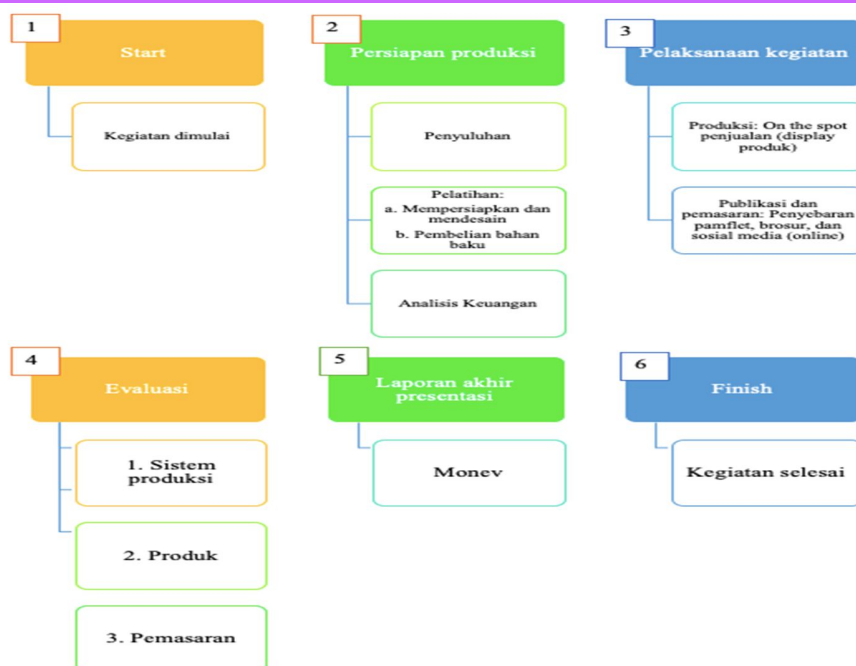 1
Start
Kegiatan dimulai
2
Persiapan produksi
Penyuluhan
Pelatihan:
a. Mempersiapkan dan
mendesain
b. Pembelian bahan
baku
Analisis Keuangan
3
Pelaksanaan kegiatan
Produksi: On the spot
penjualan (display
produk)
Publikasi dan
pemasaran: Penyebaran
pamflet, brosur, dan
sosial media (online)
4
Evaluasi
1. Sistem
produksi
2. Produk
3. Pemasaran
5
Laporan akhir
presentasi
Monev
6
Finish
Kegiatan selesai